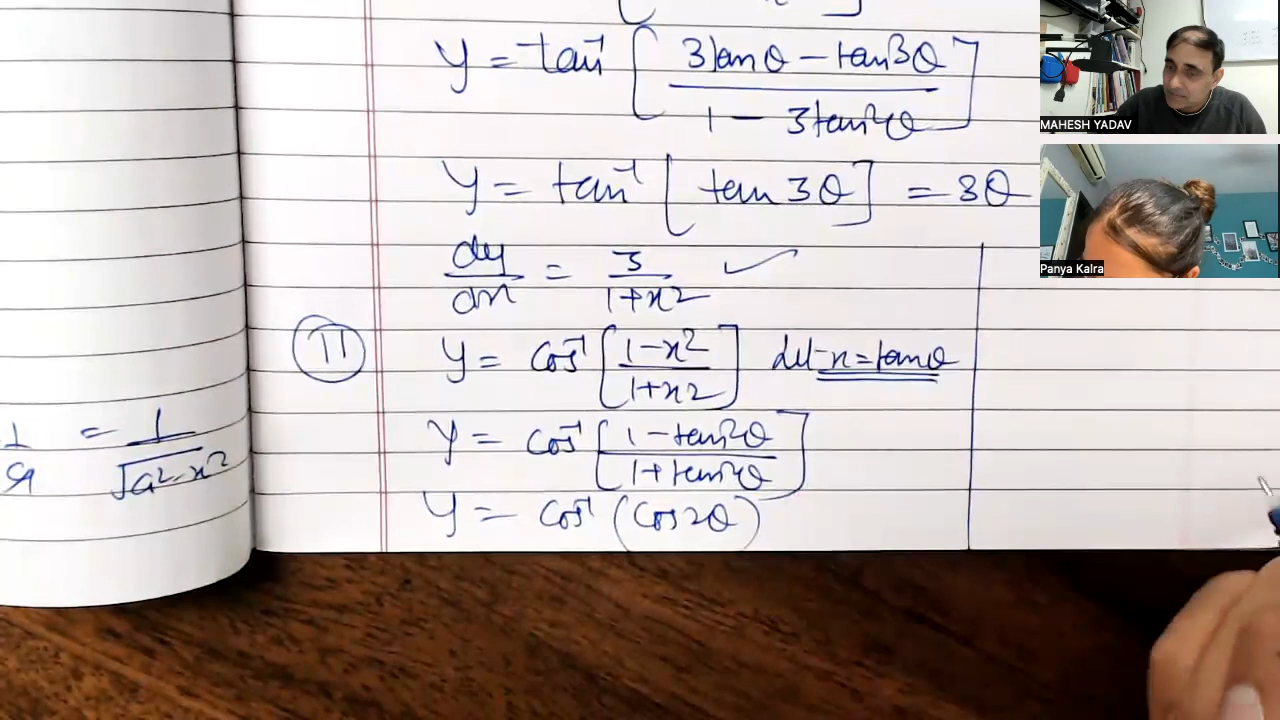 y = tan⁻¹ [ 3tanθ − tan³θ / 1 − 3tan²θ ]
y = tan⁻¹ [ tan 3θ ] = 3θ
dy/dx = 3/1+x² ✓
II y = cos⁻¹ [ 1−x² / 1+x² ] Let x = tanθ
y = cos⁻¹ [ 1−tan²θ / 1+tan²θ ]
y = cos⁻¹ (cos2θ)
= 1/√a²−x²
MAHESH YADAV
Panya Kalra